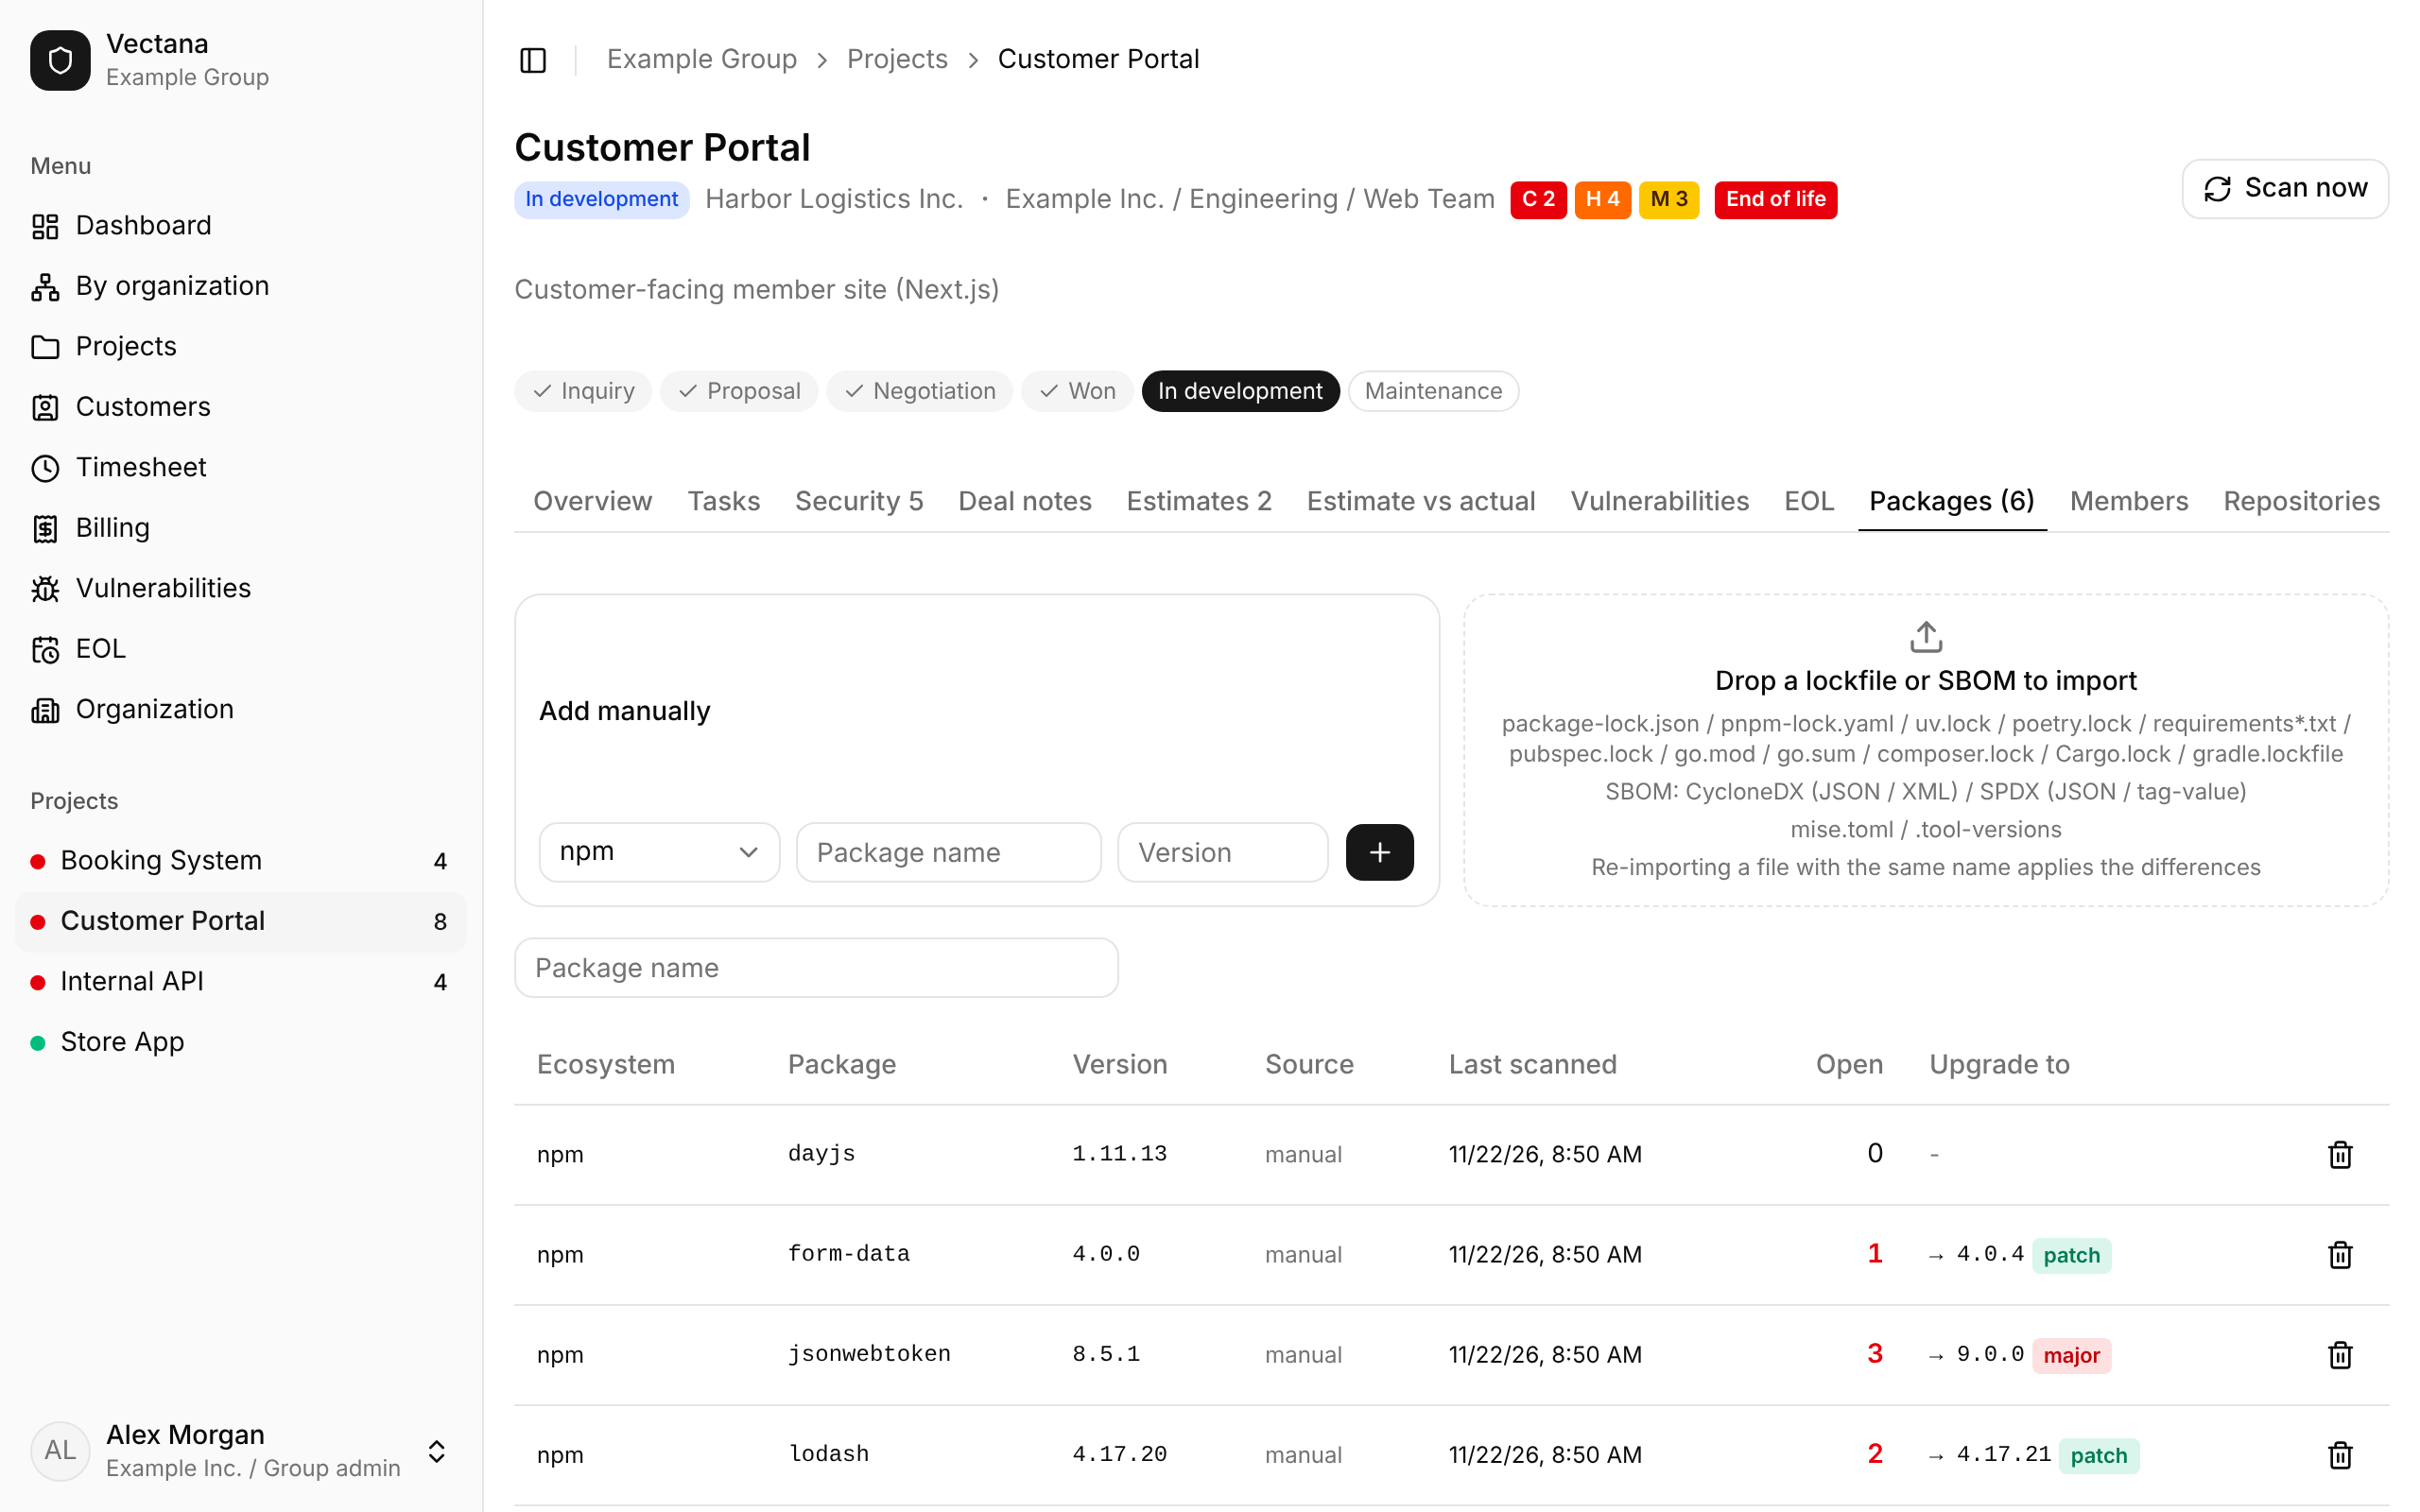 Vectana
Example Group
Menu
Dashboard
By organization
Projects
Customers
Timesheet
Billing
Vulnerabilities
EOL
Organization
Projects
Booking System 4
Customer Portal 8
Internal API 4
Store App
AL
Alex Morgan
Example Inc. / Group admin
Example Group > Projects > Customer Portal
Customer Portal
In development Harbor Logistics Inc. · Example Inc. / Engineering / Web Team C 2 H 4 M 3 End of life
Scan now
Customer-facing member site (Next.js)
Inquiry Proposal Negotiation Won In development Maintenance
Overview Tasks Security 5 Deal notes Estimates 2 Estimate vs actual Vulnerabilities EOL Packages (6) Members Repositories
Add manually
npm Package name Version +
Drop a lockfile or SBOM to import
package-lock.json / pnpm-lock.yaml / uv.lock / poetry.lock / requirements*.txt /
pubspec.lock / go.mod / go.sum / composer.lock / Cargo.lock / gradle.lockfile
SBOM: CycloneDX (JSON / XML) / SPDX (JSON / tag-value)
mise.toml / .tool-versions
Re-importing a file with the same name applies the differences
Package name
Ecosystem Package Version Source Last scanned Open Upgrade to
npm dayjs 1.11.13 manual 11/22/26, 8:50 AM 0 -
npm form-data 4.0.0 manual 11/22/26, 8:50 AM 1 → 4.0.4 patch
npm jsonwebtoken 8.5.1 manual 11/22/26, 8:50 AM 3 → 9.0.0 major
npm lodash 4.17.20 manual 11/22/26, 8:50 AM 2 → 4.17.21 patch